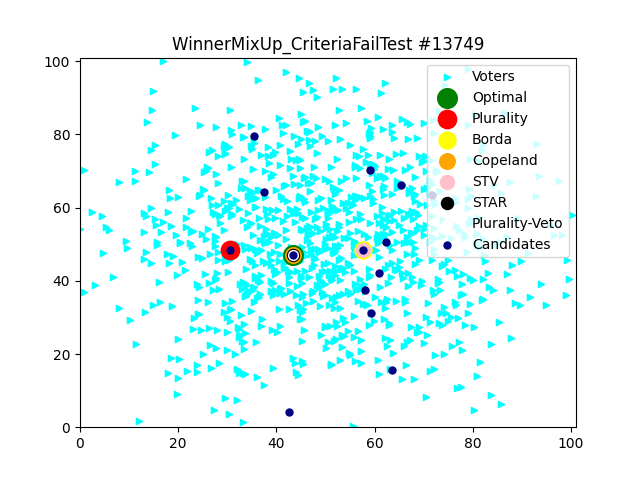 WinnerMixUp_CriteriaFailTest #13749
100
80
60
40
20
0
0
20
40
60
80
100
Voters
Optimal
Plurality
Borda
Copeland
STV
STAR
Plurality-Veto
Candidates